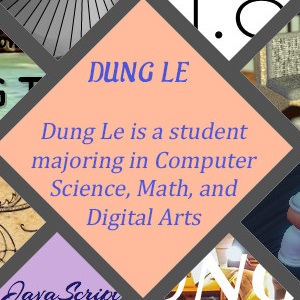 DUNG LE
Dung Le is a student
majoring in Computer
Science, Math, and
Digital Arts
JavaScript